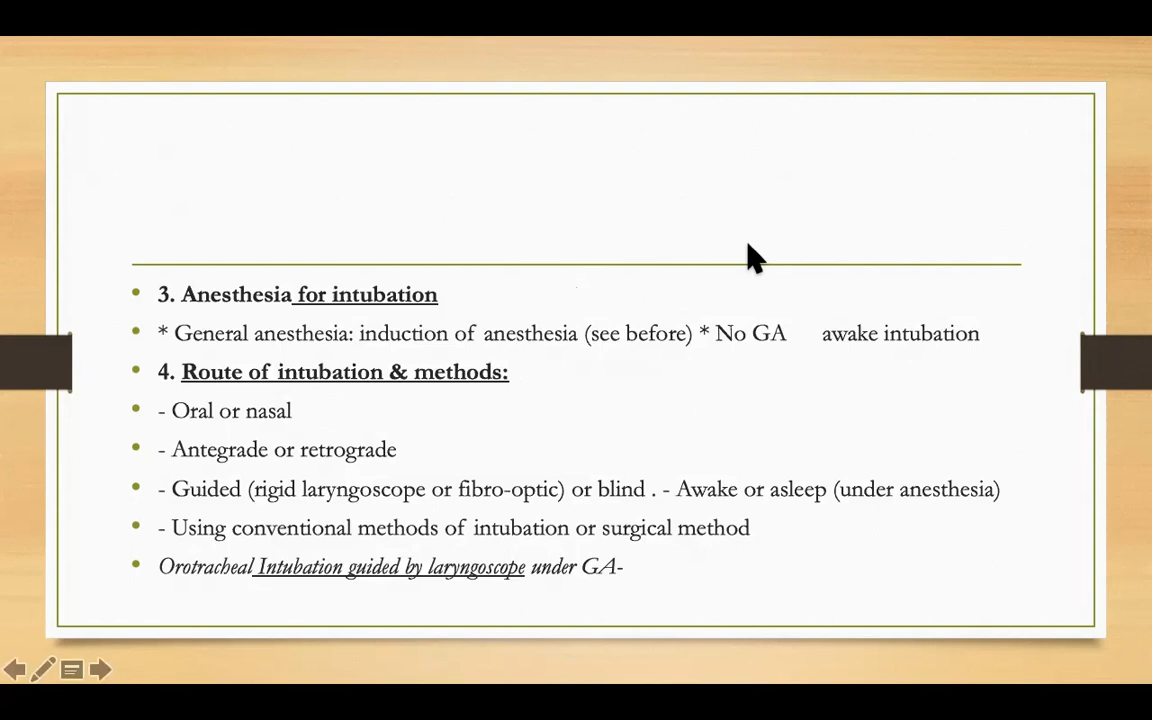 3. Anesthesia for intubation
* General anesthesia: induction of anesthesia (see before) * No GA awake intubation
4. Route of intubation & methods:
- Oral or nasal
- Antegrade or retrograde
- Guided (rigid laryngoscope or fibro-optic) or blind . - Awake or asleep (under anesthesia)
- Using conventional methods of intubation or surgical method
Orotracheal Intubation guided by laryngoscope under GA-